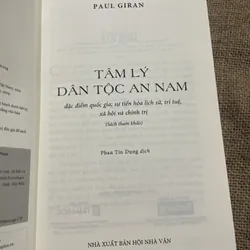 PAUL GIRAN
TÂM LÝ
DÂN TỘC AN NAM
đặc điểm quốc gia; sự tiến hóa lịch sử, trí tuệ,
xã hội và chính trị
(Sách tham khảo)
Phan Tín Dụng dịch
NHÀ XUẤT BẢN HỘI NHÀ VĂN